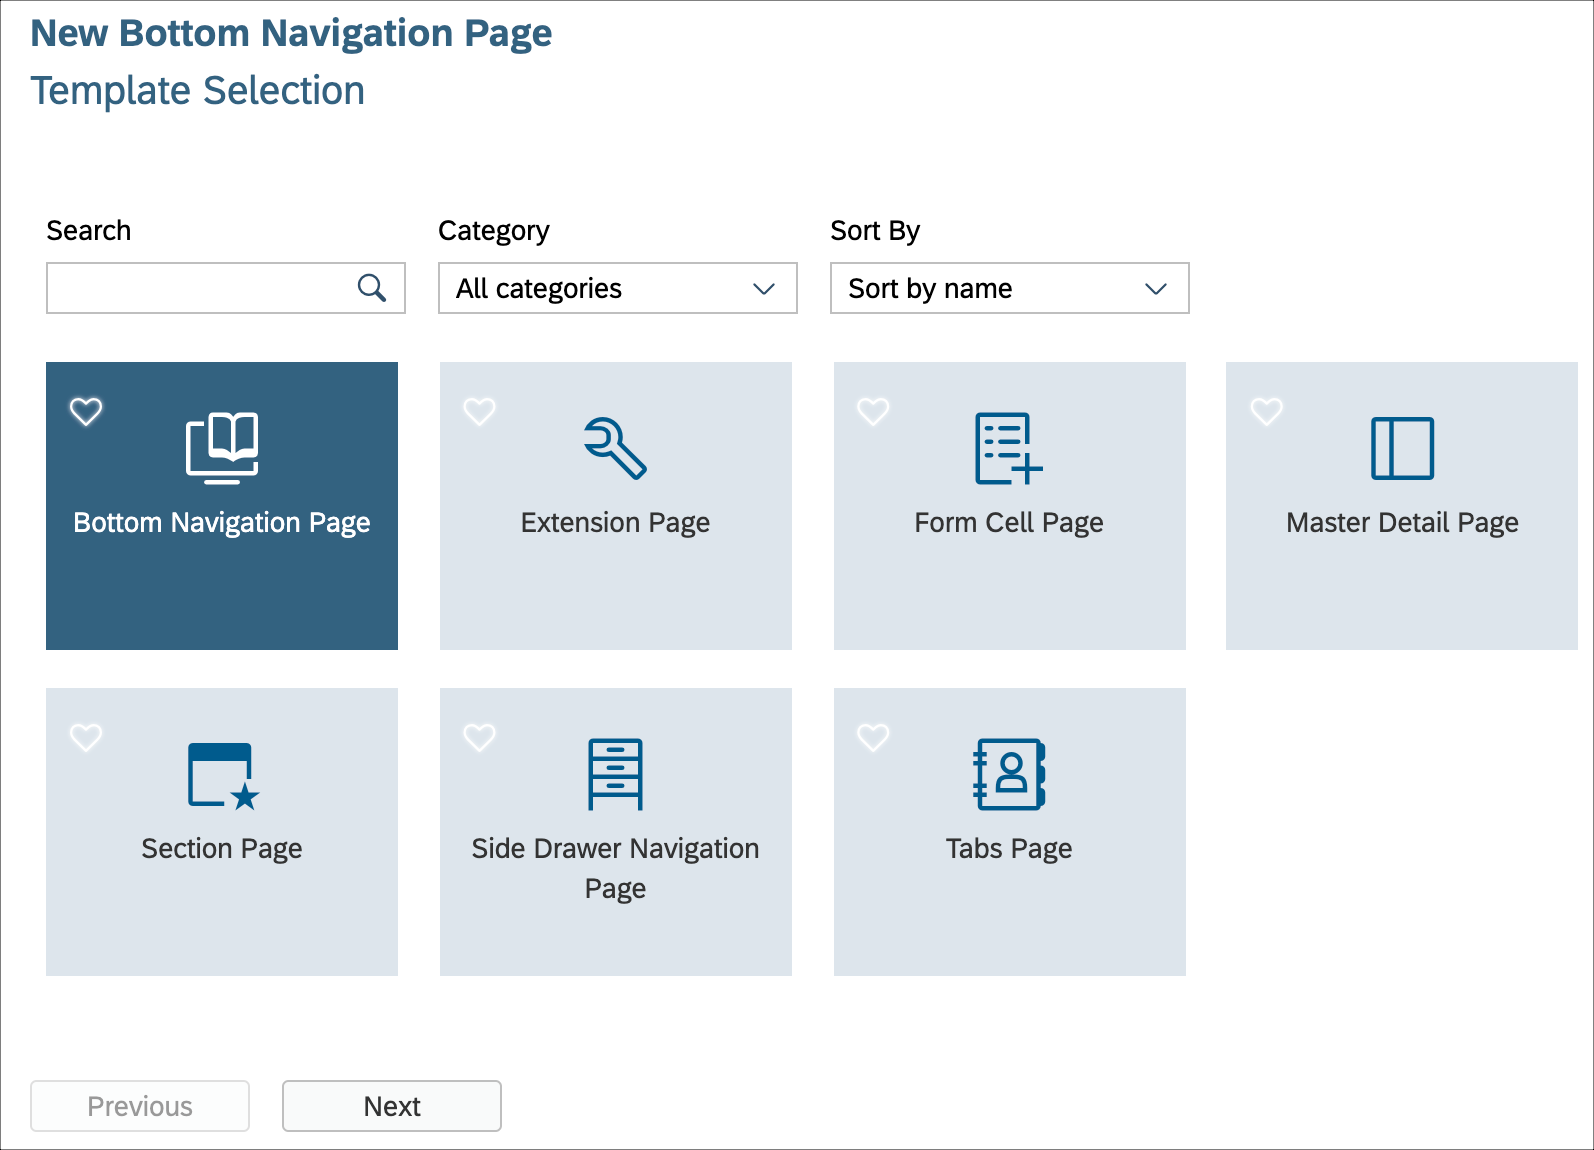 New Bottom Navigation Page
Template Selection
Search
Category
Sort By
All categories
Sort by name
Bottom Navigation Page
Extension Page
Form Cell Page
Master Detail Page
Section Page
Side Drawer Navigation
Page
Tabs Page
Previous
Next